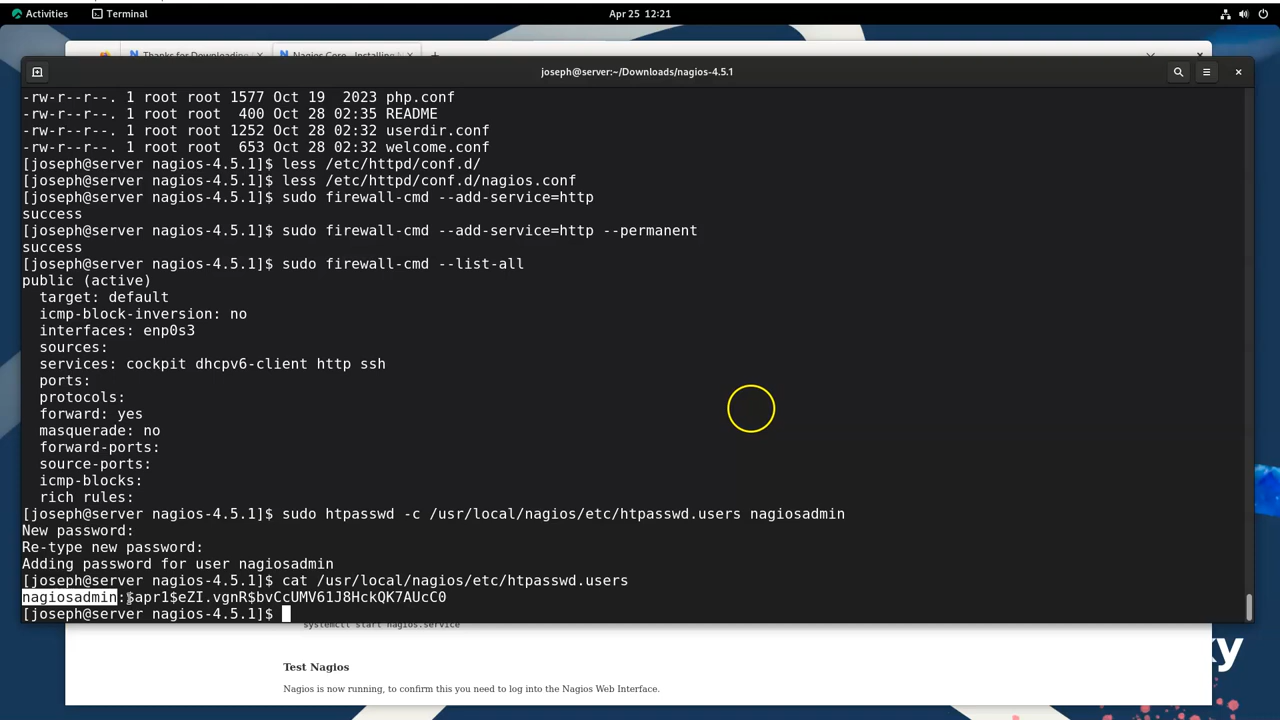 Activities Terminal Apr 25 12:21
Thanks for Downloading
Nagios Core - Installing
joseph@server:~/Downloads/nagios-4.5.1
-rw-r--r--. 1 root root 1577 Oct 19  2023 php.conf
-rw-r--r--. 1 root root  400 Oct 28 02:35 README
-rw-r--r--. 1 root root 1252 Oct 28 02:32 userdir.conf
-rw-r--r--. 1 root root  653 Oct 28 02:32 welcome.conf
[joseph@server nagios-4.5.1]$ less /etc/httpd/conf.d/
[joseph@server nagios-4.5.1]$ less /etc/httpd/conf.d/nagios.conf
[joseph@server nagios-4.5.1]$ sudo firewall-cmd --add-service=http
success
[joseph@server nagios-4.5.1]$ sudo firewall-cmd --add-service=http --permanent
success
[joseph@server nagios-4.5.1]$ sudo firewall-cmd --list-all
public (active)
  target: default
  icmp-block-inversion: no
  interfaces: enp0s3
  sources:
  services: cockpit dhcpv6-client http ssh
  ports:
  protocols:
  forward: yes
  masquerade: no
  forward-ports:
  source-ports:
  icmp-blocks:
  rich rules:
[joseph@server nagios-4.5.1]$ sudo htpasswd -c /usr/local/nagios/etc/htpasswd.users nagiosadmin
New password:
Re-type new password:
Adding password for user nagiosadmin
[joseph@server nagios-4.5.1]$ cat /usr/local/nagios/etc/htpasswd.users
nagiosadmin:$apr1$eZI.vgnR$bvCcUMV61J8HckQK7AUcC0
[joseph@server nagios-4.5.1]$
systemctl start nagios.service
Test Nagios
Nagios is now running, to confirm this you need to log into the Nagios Web Interface.
ky